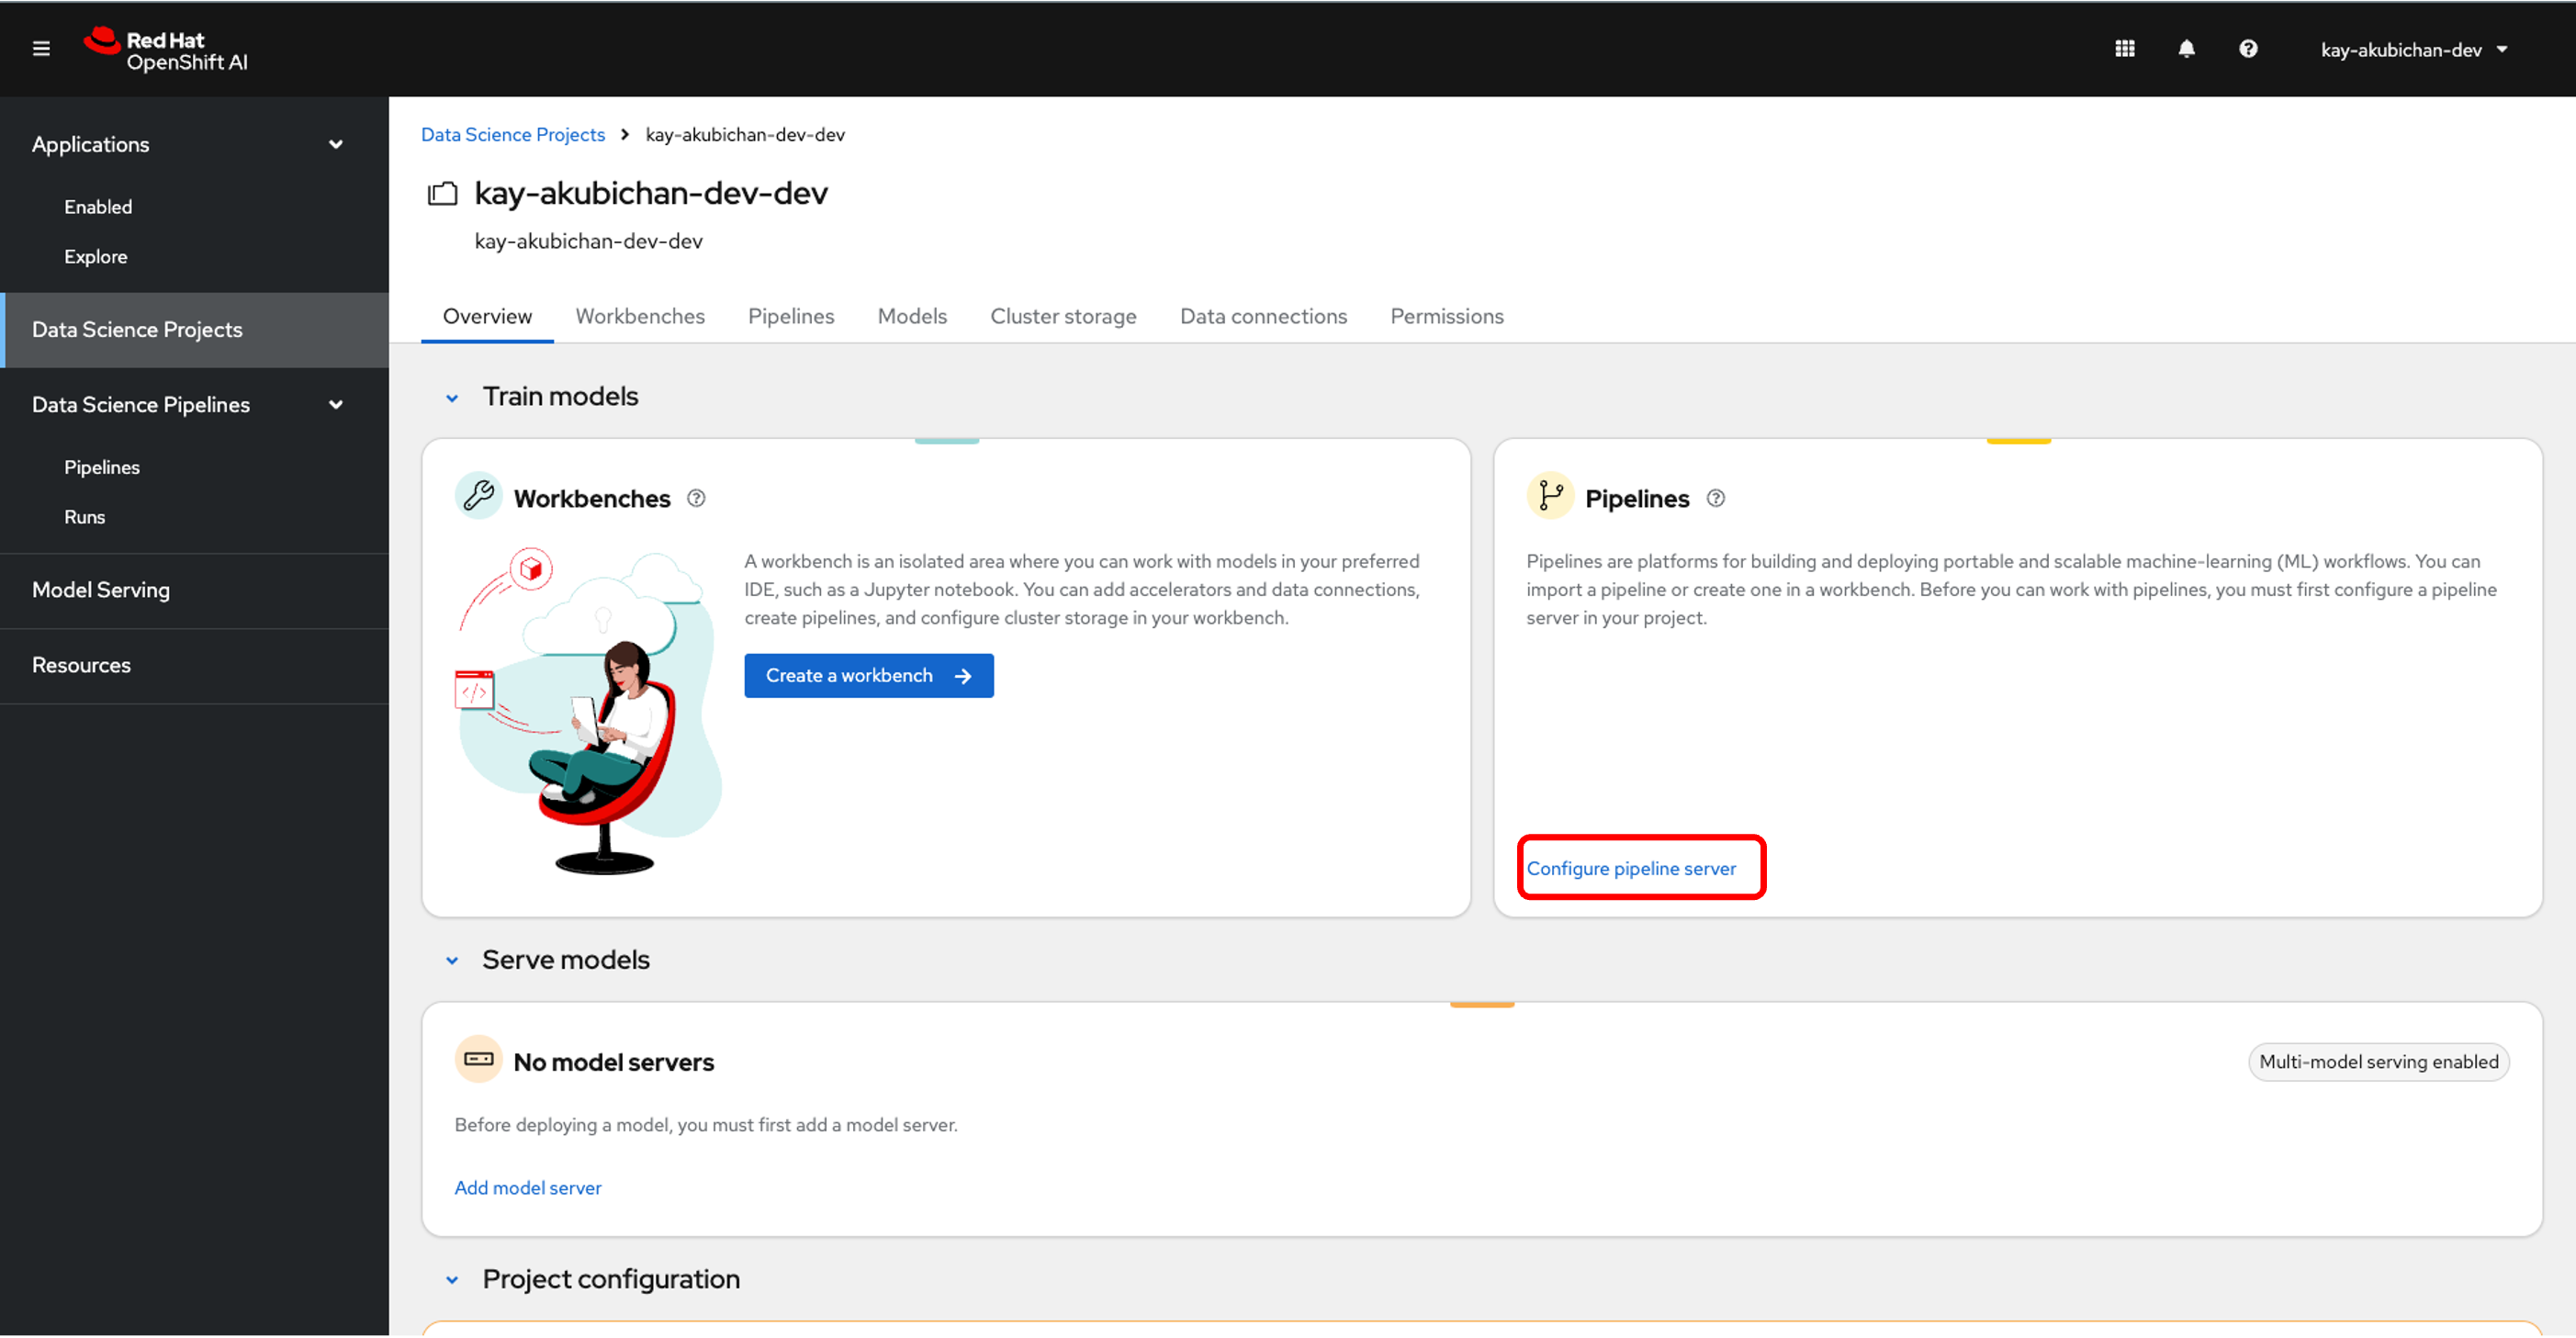 Red Hat
OpenShift AI
kay-akubichan-dev
Applications
Enabled
Explore
Data Science Projects
Data Science Pipelines
Pipelines
Runs
Model Serving
Resources
Data Science Projects > kay-akubichan-dev-dev
kay-akubichan-dev-dev
kay-akubichan-dev-dev
Overview Workbenches Pipelines Models Cluster storage Data connections Permissions
Train models
Workbenches
A workbench is an isolated area where you can work with models in your preferred
IDE, such as a Jupyter notebook. You can add accelerators and data connections,
create pipelines, and configure cluster storage in your workbench.
Create a workbench →
</>
Pipelines
Pipelines are platforms for building and deploying portable and scalable machine-learning (ML) workflows. You can
import a pipeline or create one in a workbench. Before you can work with pipelines, you must first configure a pipeline
server in your project.
Configure pipeline server
Serve models
No model servers
Multi-model serving enabled
Before deploying a model, you must first add a model server.
Add model server
Project configuration